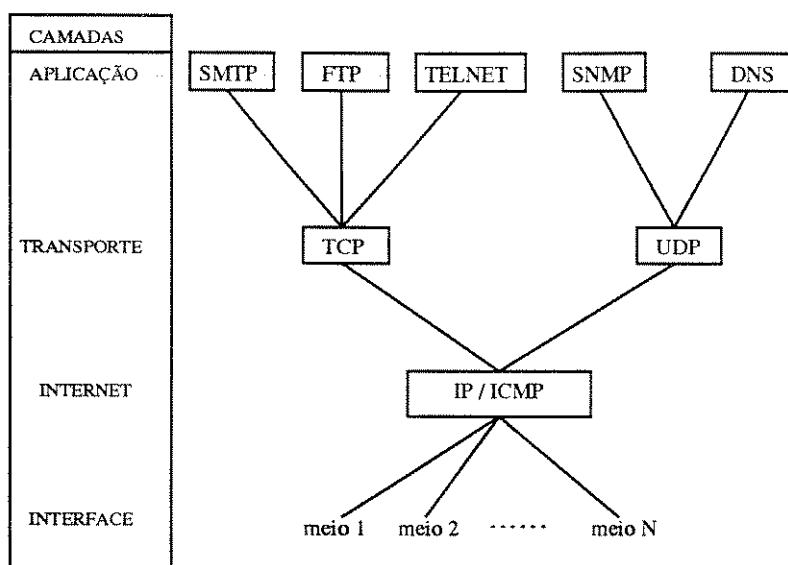 CAMADAS
APLICAÇÃO SMTP FTP TELNET SNMP DNS
TRANSPORTE TCP UDP
INTERNET IP / ICMP
INTERFACE meio 1 meio 2 ...... meio N